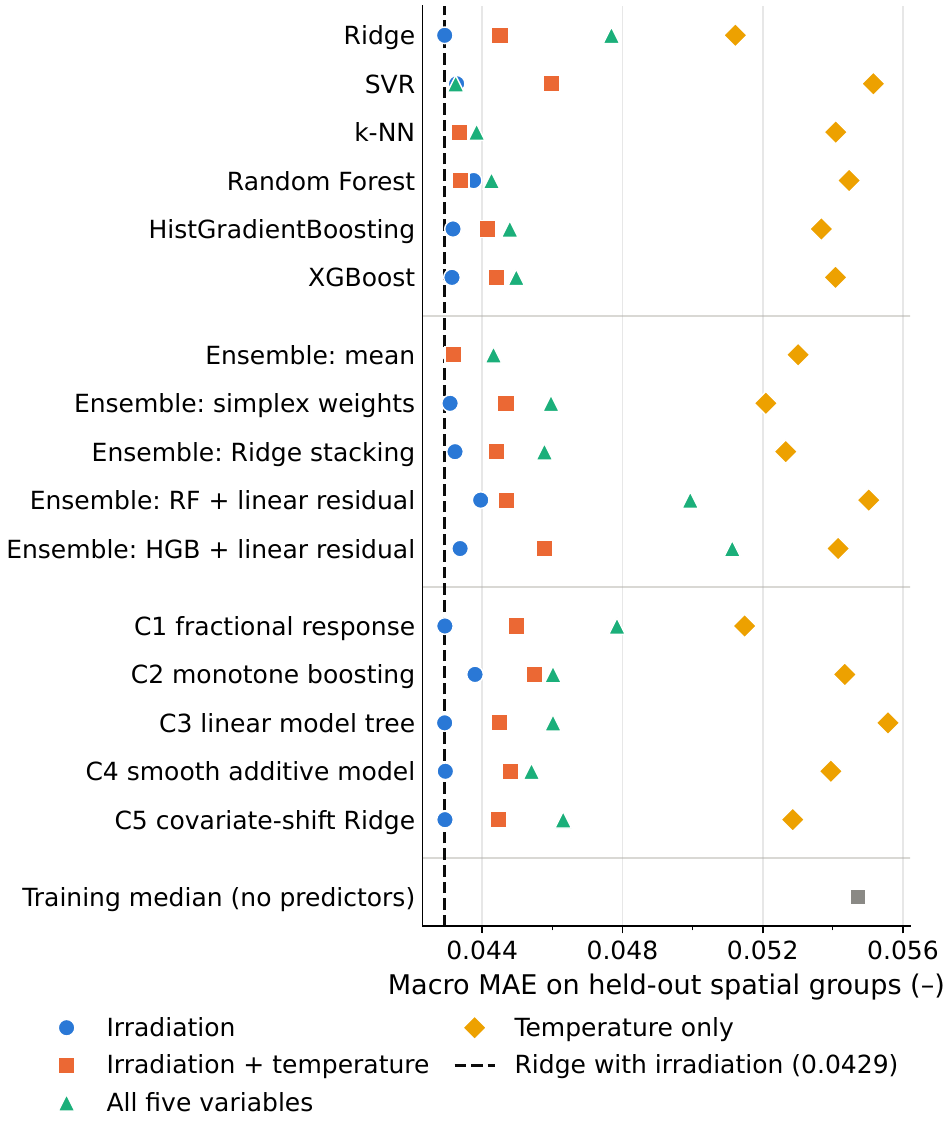 Ridge
SVR
k-NN
Random Forest
HistGradientBoosting
XGBoost
Ensemble: mean
Ensemble: simplex weights
Ensemble: Ridge stacking
Ensemble: RF + linear residual
Ensemble: HGB + linear residual
C1 fractional response
C2 monotone boosting
C3 linear model tree
C4 smooth additive model
C5 covariate-shift Ridge
Training median (no predictors)
0.044 0.048 0.052 0.056
Macro MAE on held-out spatial groups (–)
Irradiation
Irradiation + temperature
All five variables
Temperature only
Ridge with irradiation (0.0429)